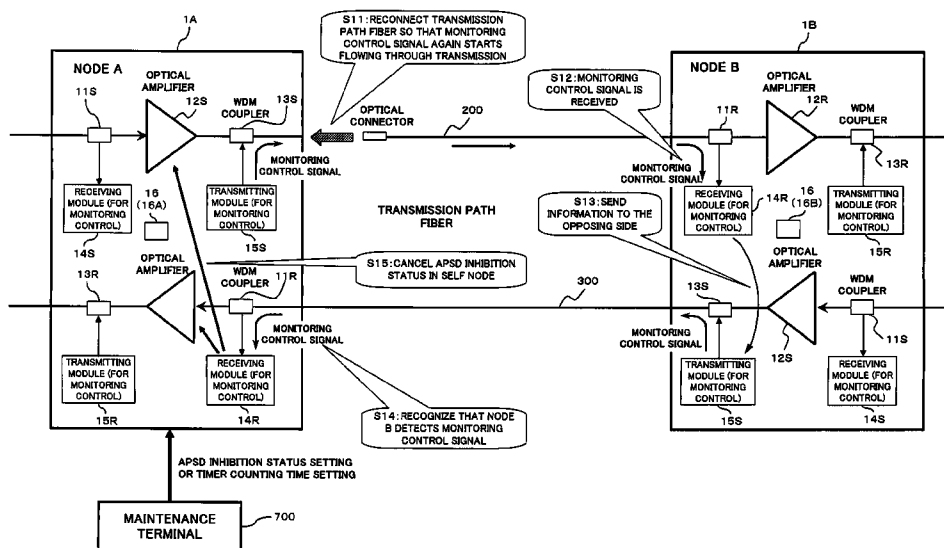 1A
S11:RECONNECT TRANSMISSION
PATH FIBER SO THAT MONITORING
CONTROL SIGNAL AGAIN STARTS
FLOWING THROUGH TRANSMISSION
1B
NODE A
OPTICAL
AMPLIFIER
11S
12S
WDM
COUPLER
13S
OPTICAL
CONNECTOR
200
S12:MONITORING
CONTROL SIGNAL IS
RECEIVED
NODE B
OPTICAL
AMPLIFIER
11R
12R
WDM
COUPLER
13R
MONITORING
CONTROL SIGNAL
MONITORING
CONTROL SIGNAL
RECEIVING
MODULE (FOR
MONITORING
CONTROL)
14S
16
(16A)
TRANSMITTING
MODULE (FOR
MONITORING
CONTROL)
15S
TRANSMISSION PATH
FIBER
S13:SEND
INFORMATION TO THE
OPPOSING SIDE
RECEIVING
MODULE (FOR
MONITORING
CONTROL)
14R
16
(16B)
TRANSMITTING
MODULE (FOR
MONITORING
CONTROL)
15R
13R
OPTICAL
AMPLIFIER
S15:CANCEL APSD INHIBITION
STATUS IN SELF NODE
WDM
COUPLER
11R
300
13S
OPTICAL
AMPLIFIER
12S
WDM
COUPLER
11S
MONITORING
CONTROL SIGNAL
MONITORING
CONTROL SIGNAL
TRANSMITTING
MODULE (FOR
MONITORING
CONTROL)
15R
RECEIVING
MODULE (FOR
MONITORING
CONTROL)
14R
S14:RECOGNIZE THAT NODE
B DETECTS MONITORING
CONTROL SIGNAL
TRANSMITTING
MODULE (FOR
MONITORING
CONTROL)
15S
RECEIVING
MODULE (FOR
MONITORING
CONTROL)
14S
APSD INHIBITION STATUS SETTING
OR TIMER COUNTING TIME SETTING
MAINTENANCE
TERMINAL
700